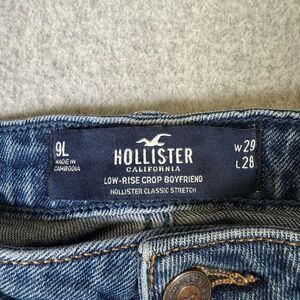 9L
MADE IN
CAMBODIA
HOLLISTER
CALIFORNIA
LOW-RISE CROP BOYFRIEND
HOLLISTER CLASSIC STRETCH
W29
L28